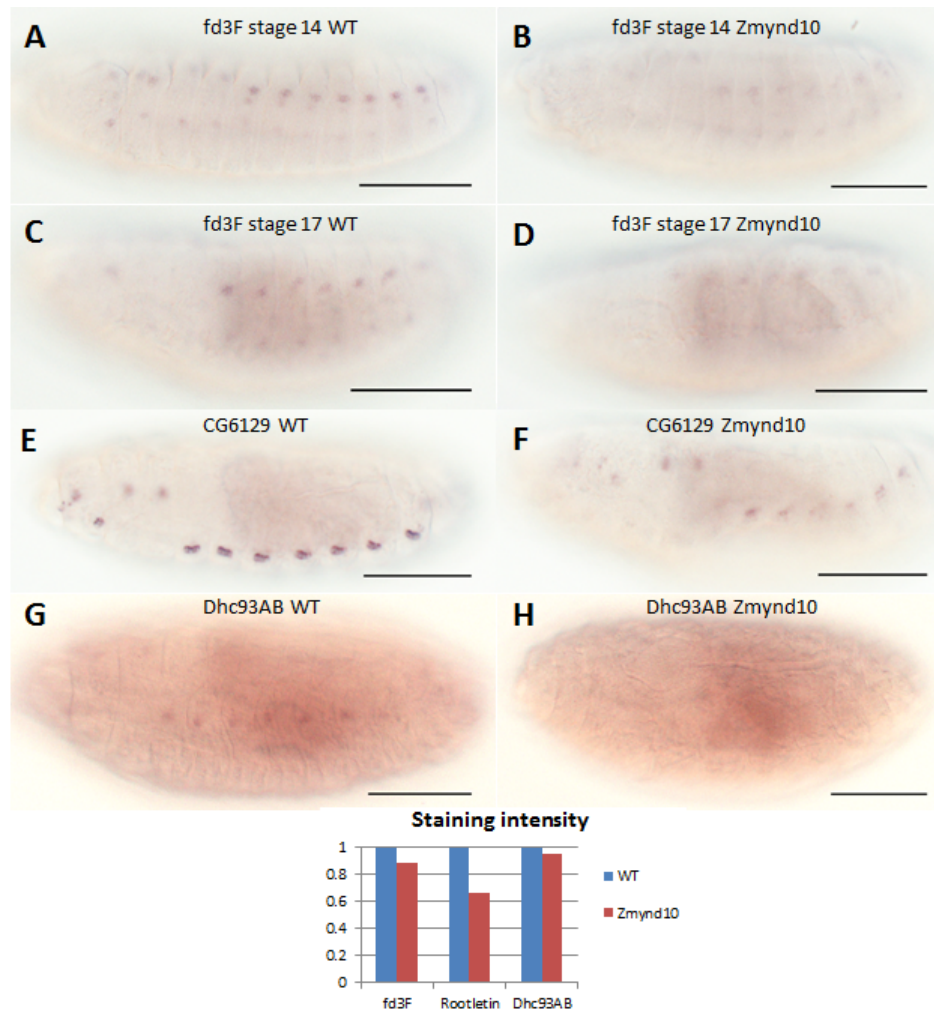 A
fd3F stage 14 WT
B
fd3F stage 14 Zmynd10
C
fd3F stage 17 WT
D
fd3F stage 17 Zmynd10
E
CG6129 WT
F
CG6129 Zmynd10
G
Dhc93AB WT
H
Dhc93AB Zmynd10
Staining intensity
1
0.8
0.6
0.4
0.2
0
WT
Zmynd10
fd3F Rootletin Dhc93AB